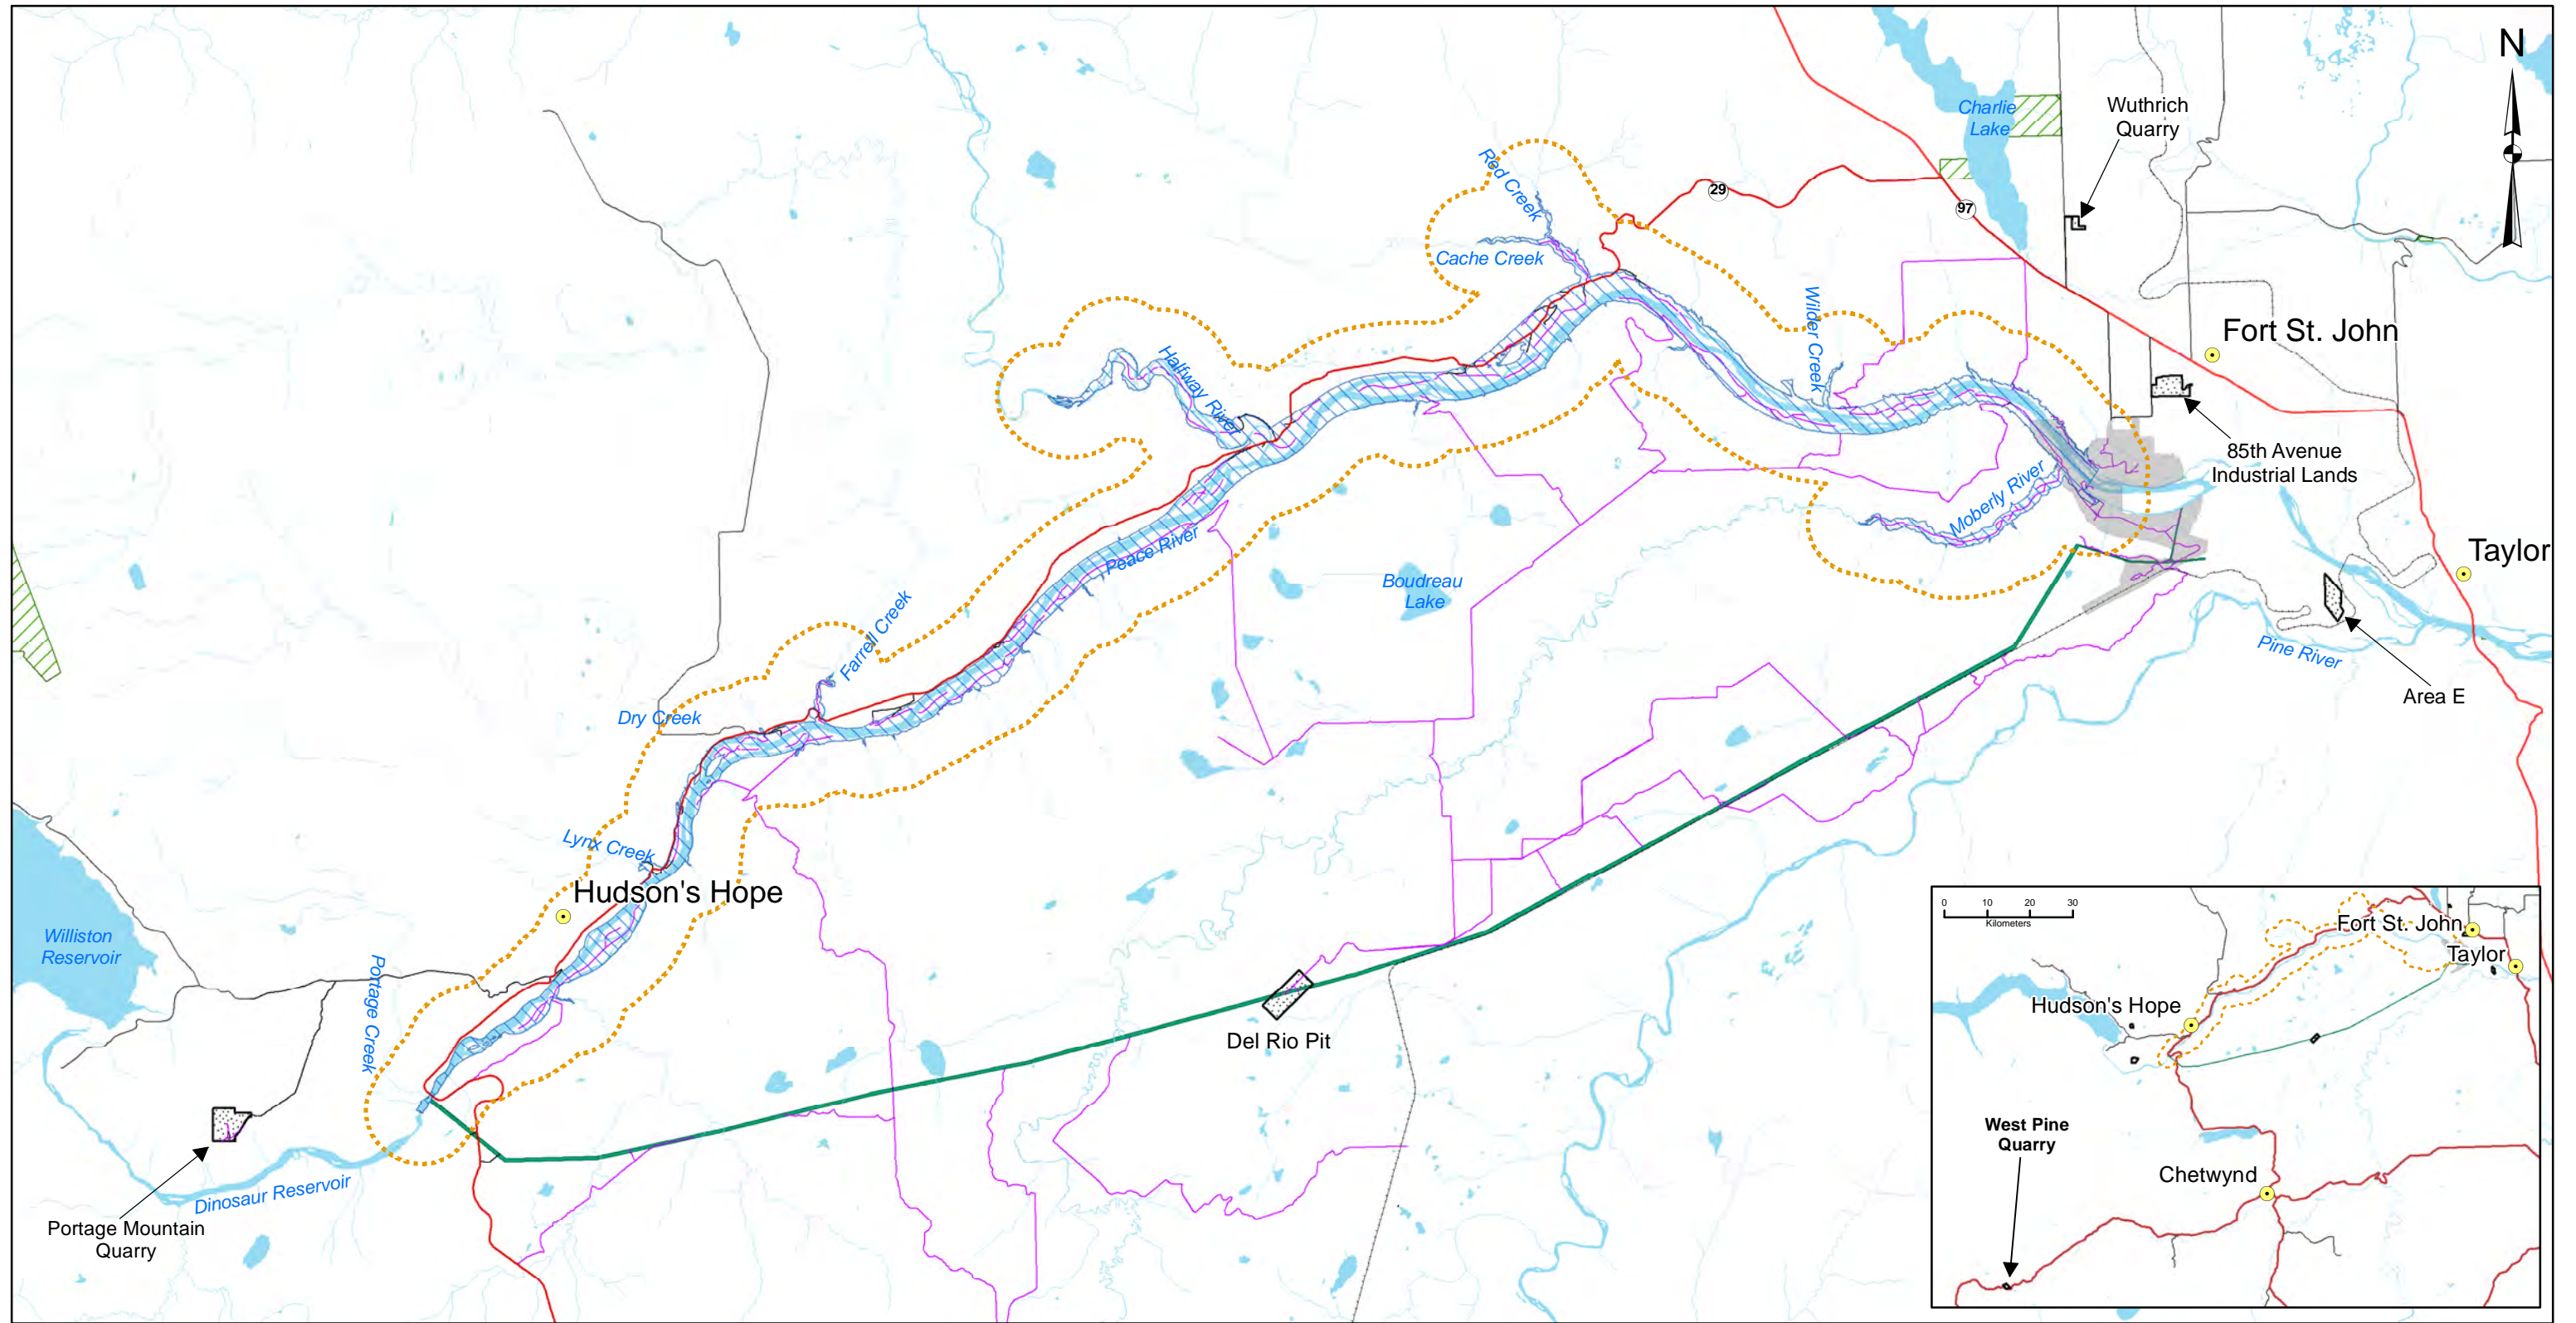 N
Charlie
Lake
Wuthrich
Quarry
Red Creek
29
97
Cache Creek
Wilder Creek
Fort St. John
Halfway River
85th Avenue
Industrial Lands
Moberly River
Peace River
Taylor
Boudreau
Lake
Farrell Creek
Pine River
Area E
Dry Creek
Lynx Creek
Hudson's Hope
Williston
Reservoir
Portage Creek
Del Rio Pit
Dinosaur Reservoir
Portage Mountain
Quarry
0 10 20 30
Kilometers
Fort St. John
Taylor
Hudson's Hope
West Pine
Quarry
Chetwynd